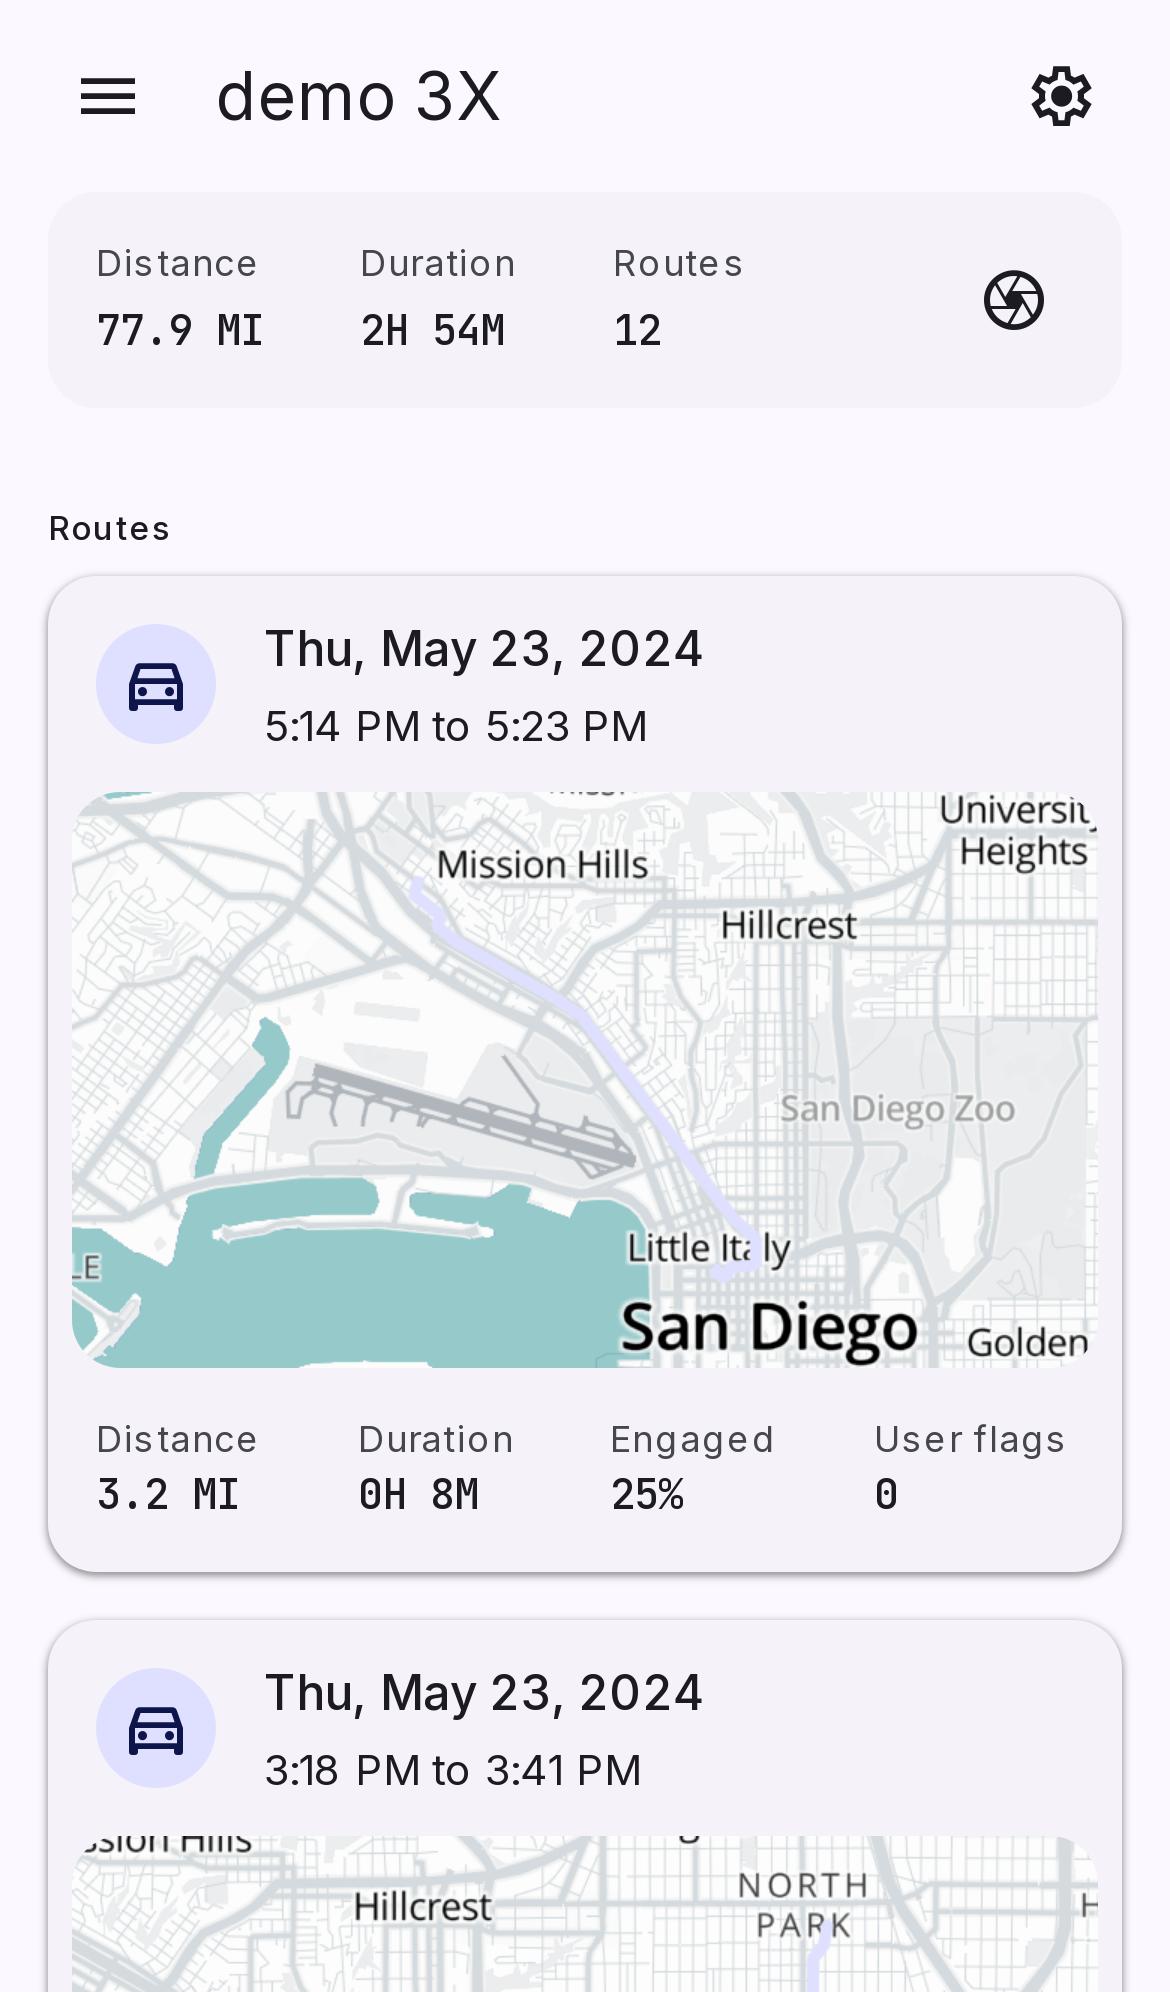 demo 3X
Distance
Duration
Routes
77.9 MI
2H 54M
12
Routes
Thu, May 23, 2024
5:14 PM to 5:23 PM
Mission Hills
Heights
Hillcrest
San Diego Zoo
Little Italy
San Diego
Golden
Distance
Duration
Engaged
User flags
3.2 MI
0H 8M
25%
0
Thu, May 23, 2024
3:18 PM to 3:41 PM
Hillcrest
NORTH
PARK